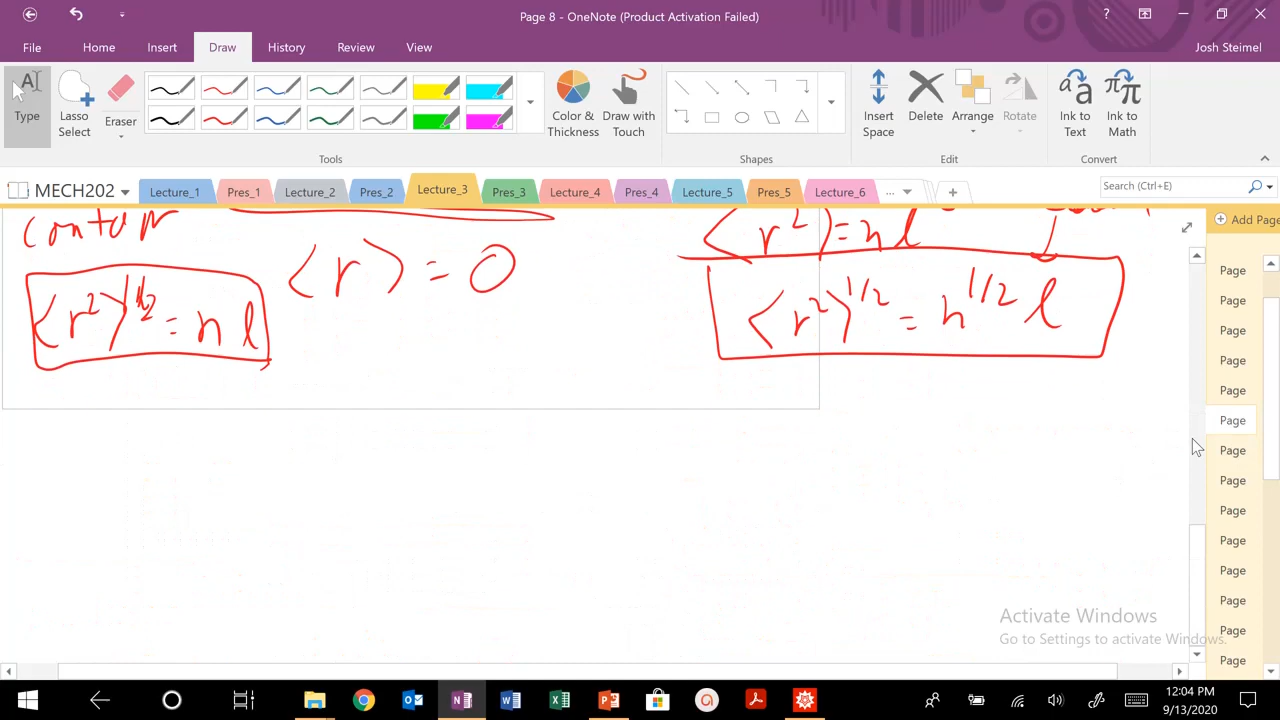 Page 8 - OneNote (Product Activation Failed)
?
File Home Insert Draw History Review View Josh Steimel
Type
Lasso Select
Eraser
Color & Thickness
Draw with Touch
Insert Space
Delete
Arrange
Rotate
Ink to Text
Ink to Math
Tools Shapes Edit Convert
MECH202 Lecture_1 Pres_1 Lecture_2 Pres_2 Lecture_3 Pres_3 Lecture_4 Pres_4 Lecture_5 Pres_5 Lecture_6 ... Search (Ctrl+E)
Add Page
contour
<r²)=nl
<r> = 0
<r²>^1/2 = nl
<r²>^1/2 = n^1/2 l
Page
Page
Page
Page
Page
Page
Page
Page
Page
Page
Page
Page
Page
Page
Activate Windows
Go to Settings to activate Windows.
12:04 PM
9/13/2020